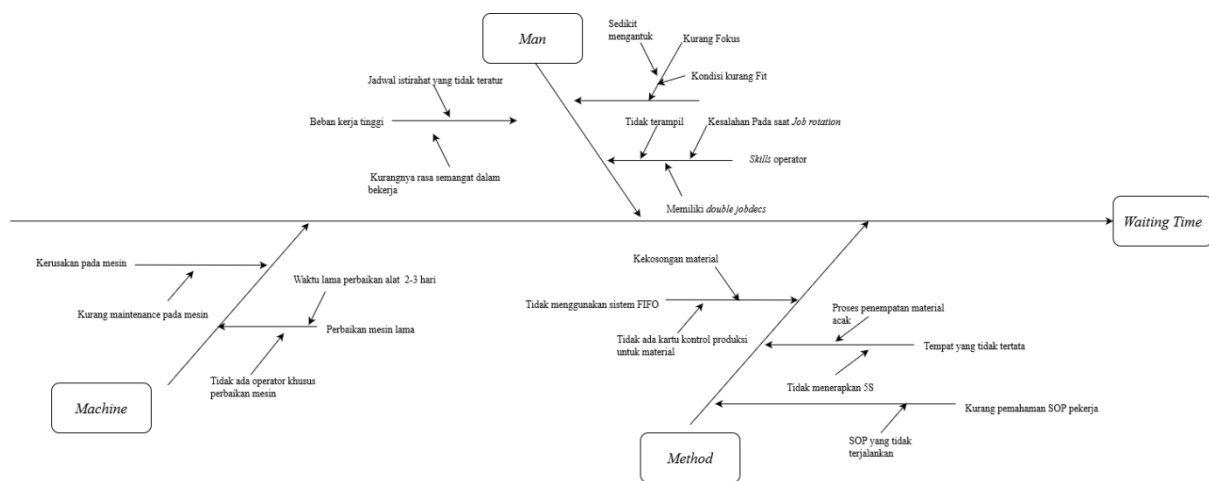 Sedikit
mengantuk
Man
Kurang Fokus
Kondisi kurang Fit
Jadwal istirahat yang tidak teratur
Beban kerja tinggi
Tidak terampil
Kesalahan Pada saat Job rotation
Skills operator
Kurangnya rasa semangat dalam
bekerja
Memiliki double jobdecs
Waiting Time
Kerusakan pada mesin
Kekosongan material
Waktu lama perbaikan alat 2-3 hari
Tidak menggunakan sistem FIFO
Kurang maintenance pada mesin
Perbaikan mesin lama
Proses penempatan material
acak
Tidak ada kartu kontrol produksi
untuk material
Tempat yang tidak tertata
Tidak ada operator khusus
perbaikan mesin
Tidak menerapkan 5S
Machine
Kurang pemahaman SOP pekerja
SOP yang tidak
terjalankan
Method